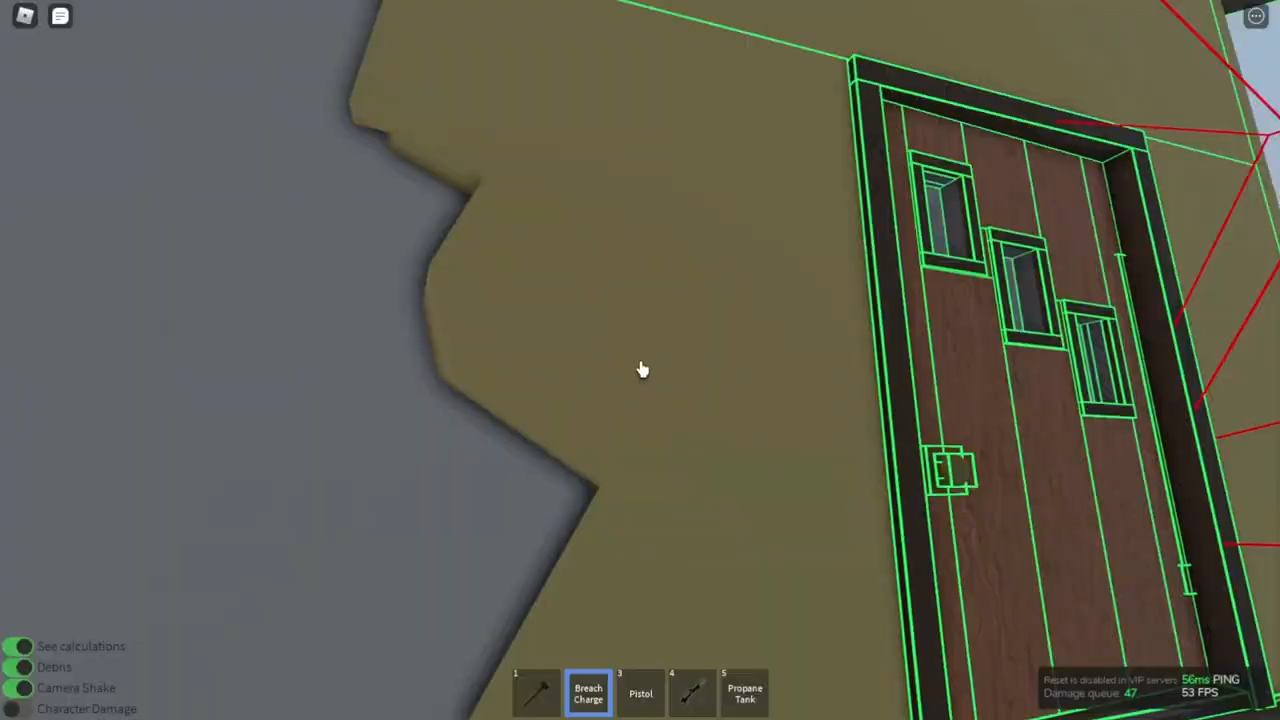 See calculations
Debris
Camera Shake
Character Damage
1
2
Breach
Charge
3
Pistol
4
5
Propane
Tank
Reset is disabled in VIP servers 56ms PING
Damage queue: 47 53 FPS